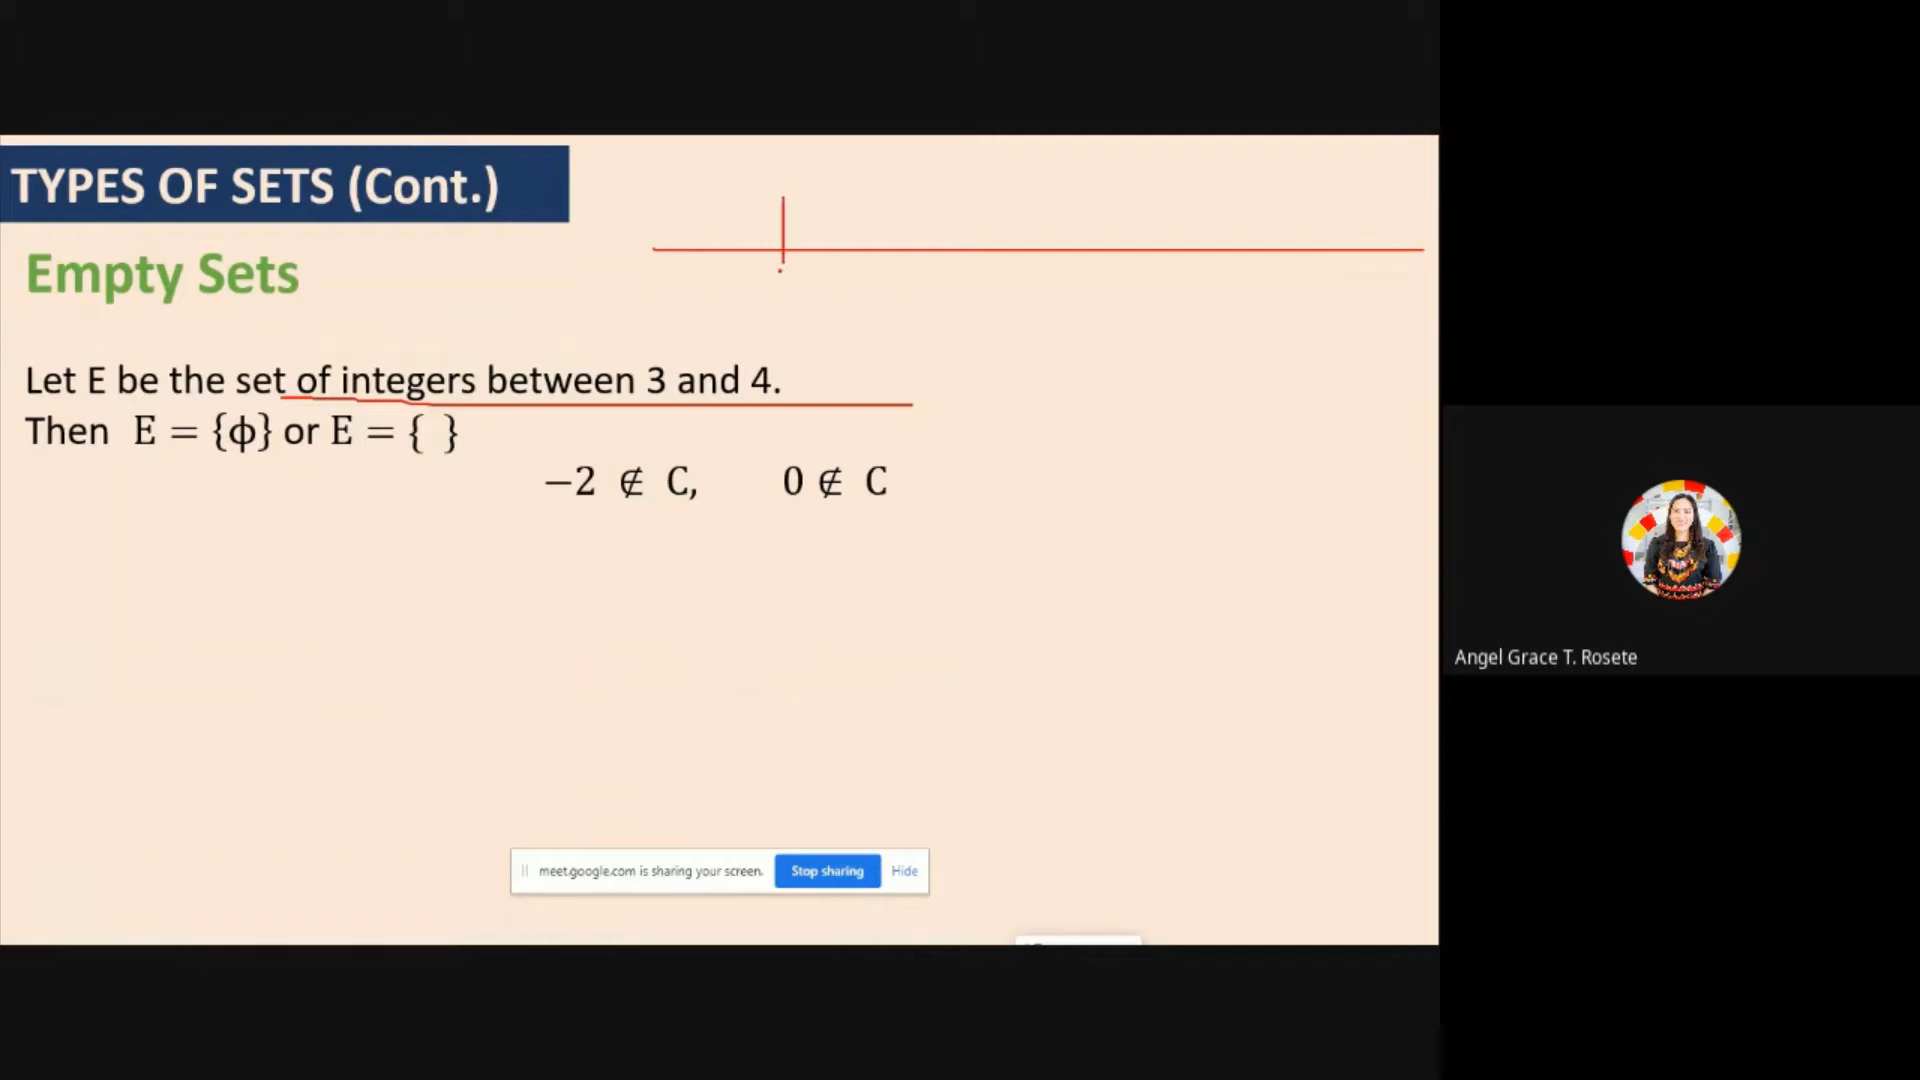 TYPES OF SETS (Cont.)
Empty Sets
Let E be the set of integers between 3 and 4.
Then E = {ϕ} or E = { }
−2 ∉ C, 0 ∉ C
meet.google.com is sharing your screen. Stop sharing Hide
Angel Grace T. Rosete